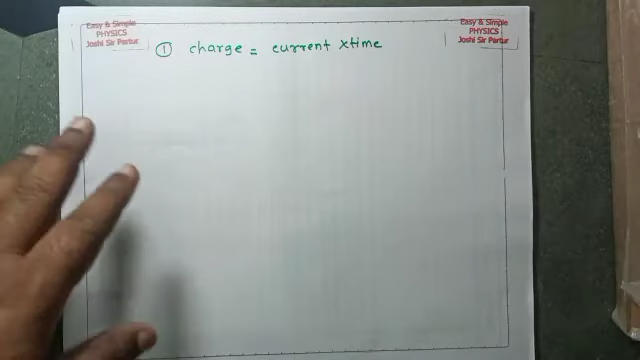 Easy & Simple
PHYSICS
Joshi Sir Partur
Easy & Simple
PHYSICS
Joshi Sir Partur
① charge = current x time